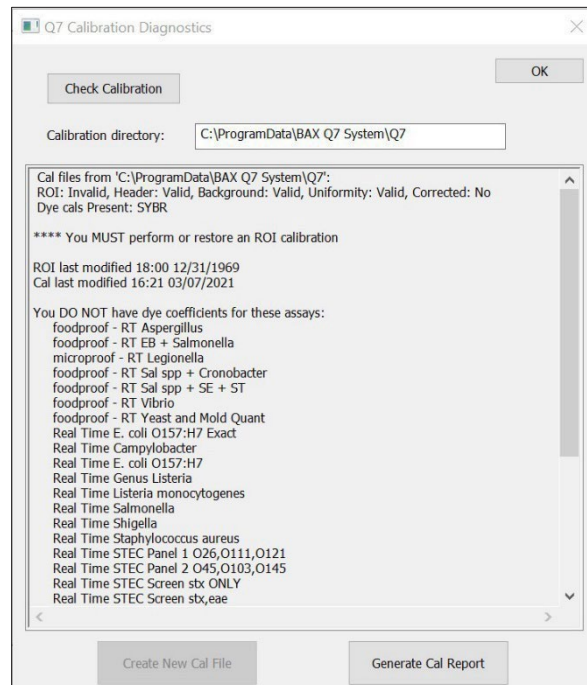 Q7 Calibration Diagnostics
OK
Check Calibration
Calibration directory: C:\ProgramData\BAX Q7 System\Q7
Cal files from 'C:\ProgramData\BAX Q7 System\Q7':
ROI: Invalid, Header: Valid, Background: Valid, Uniformity: Valid, Corrected: No
Dye cals Present: SYBR
**** You MUST perform or restore an ROI calibration
ROI last modified 18:00 12/31/1969
Cal last modified 16:21 03/07/2021
You DO NOT have dye coefficients for these assays:
foodproof - RT Aspergillus
foodproof - RT EB + Salmonella
microproof - RT Legionella
foodproof - RT Sal spp + Cronobacter
foodproof - RT Sal spp + SE + ST
foodproof - RT Vibrio
foodproof - RT Yeast and Mold Quant
Real Time E. coli O157:H7 Exact
Real Time Campylobacter
Real Time E. coli O157:H7
Real Time Genus Listeria
Real Time Listeria monocytogenes
Real Time Salmonella
Real Time Shigella
Real Time Staphylococcus aureus
Real Time STEC Panel 1 O26,O111,O121
Real Time STEC Panel 2 O45,O103,O145
Real Time STEC Screen stx ONLY
Real Time STEC Screen stx,eae
Create New Cal File
Generate Cal Report